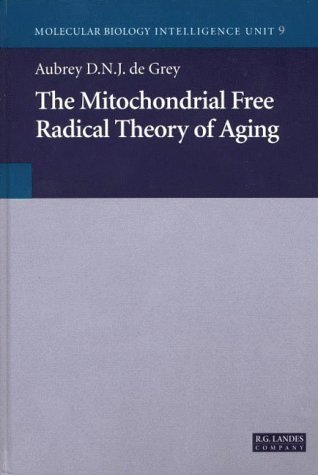 MOLECULAR BIOLOGY INTELLIGENCE UNIT 9
Aubrey D.N.J. de Grey
The Mitochondrial Free
Radical Theory of Aging
R.G. LANDES
COMPANY